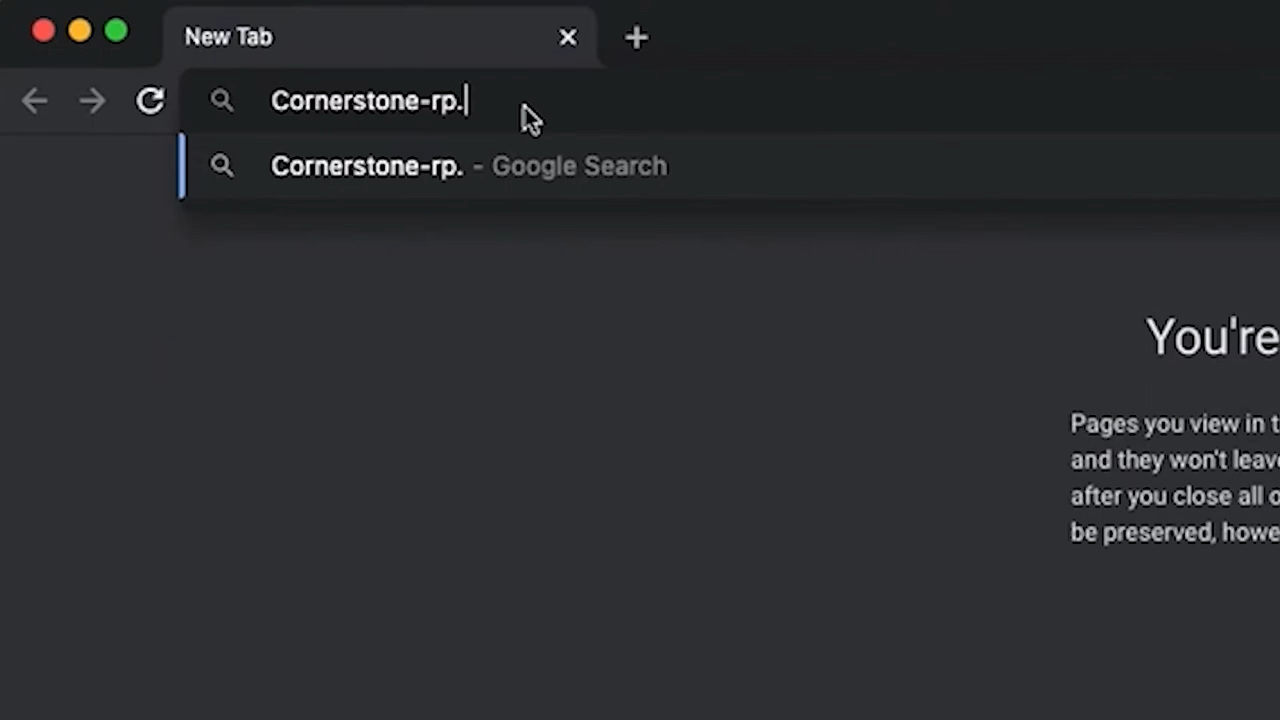 New Tab
Cornerstone-rp.
Cornerstone-rp. - Google Search
You're
Pages you view in t
and they won't leave
after you close all o
be preserved, howe